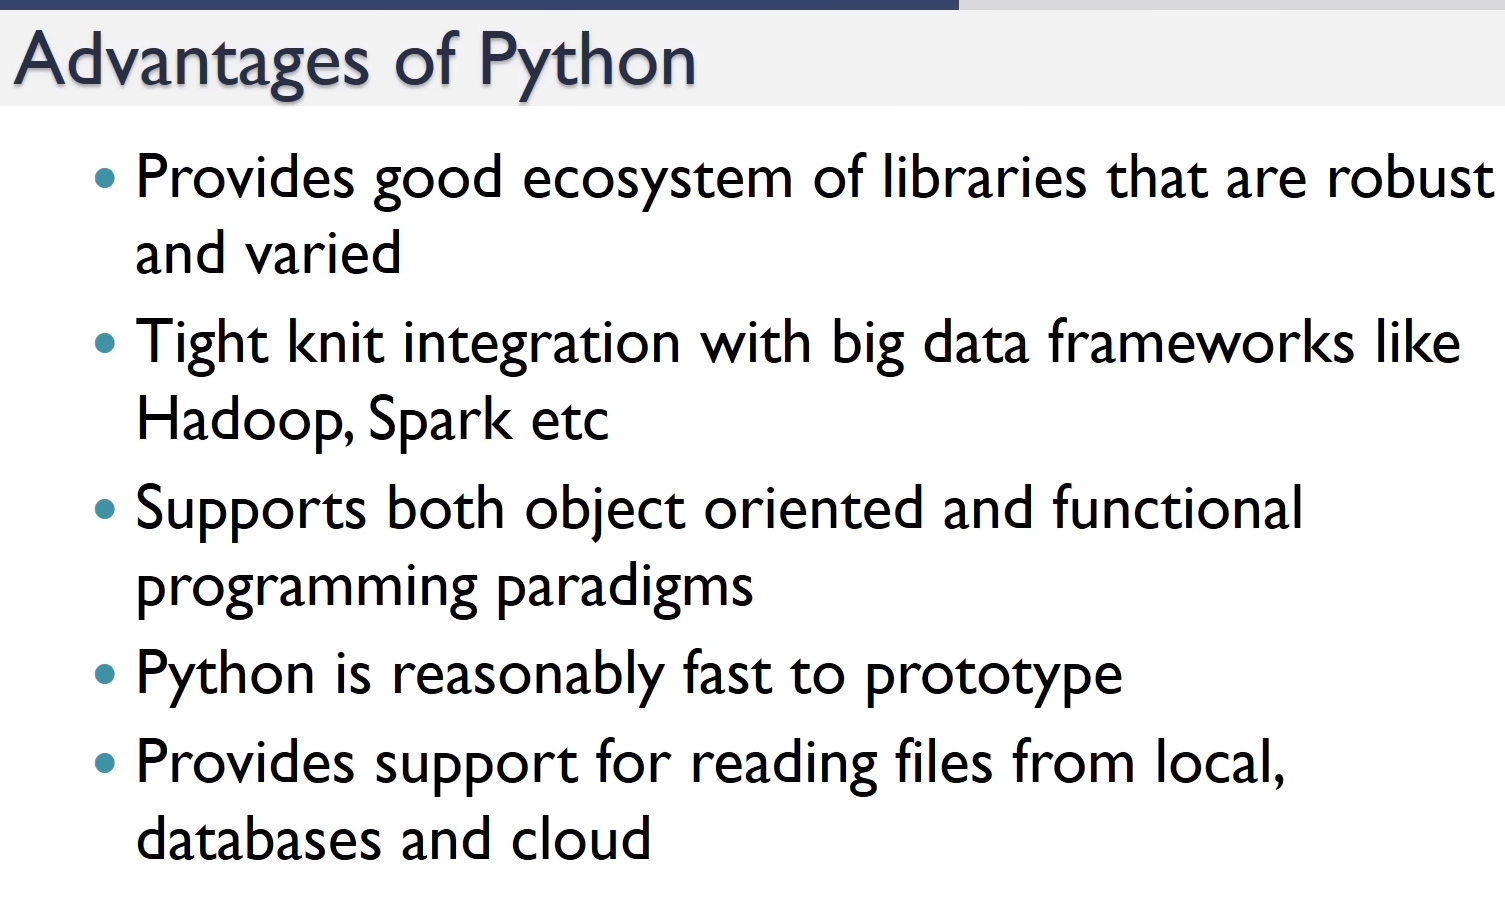 Advantages of Python
• Provides good ecosystem of libraries that are robust
and varied
• Tight knit integration with big data frameworks like
Hadoop, Spark etc
• Supports both object oriented and functional
programming paradigms
• Python is reasonably fast to prototype
• Provides support for reading files from local,
databases and cloud